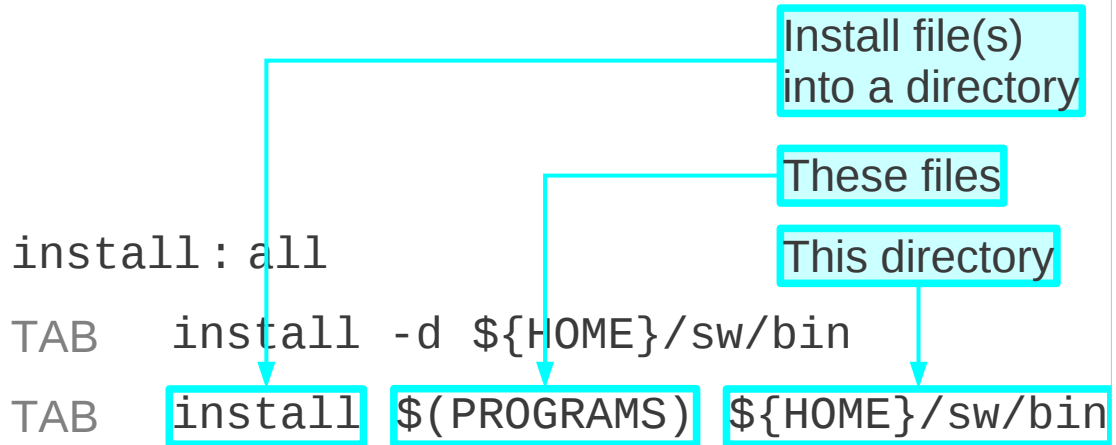 Install file(s)
into a directory
These files
This directory
install : all
TAB install -d ${HOME}/sw/bin
TAB install $(PROGRAMS) ${HOME}/sw/bin